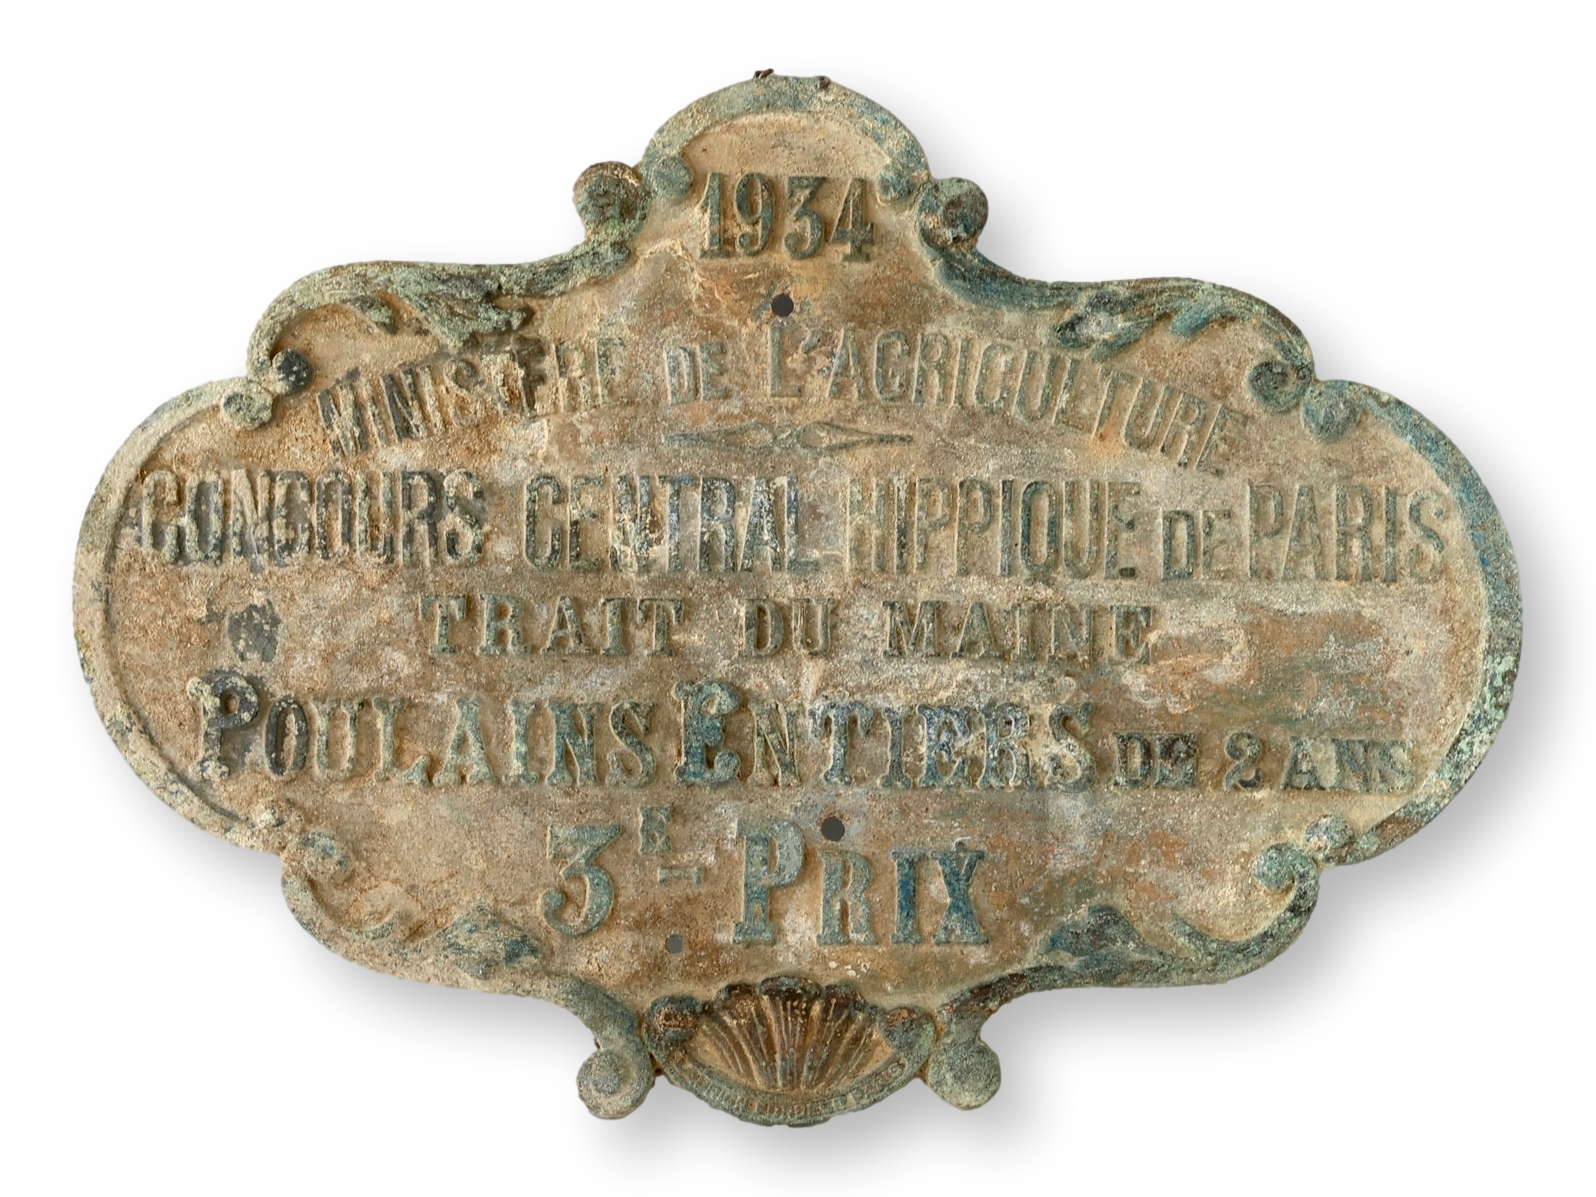 1934
MINISTÈRE DE L'AGRICULTURE
CONCOURS CENTRAL HIPPIQUE DE PARIS
TRAIT DU MAINE
POULAINS ENTIERS DE 2 ANS
3E PRIX